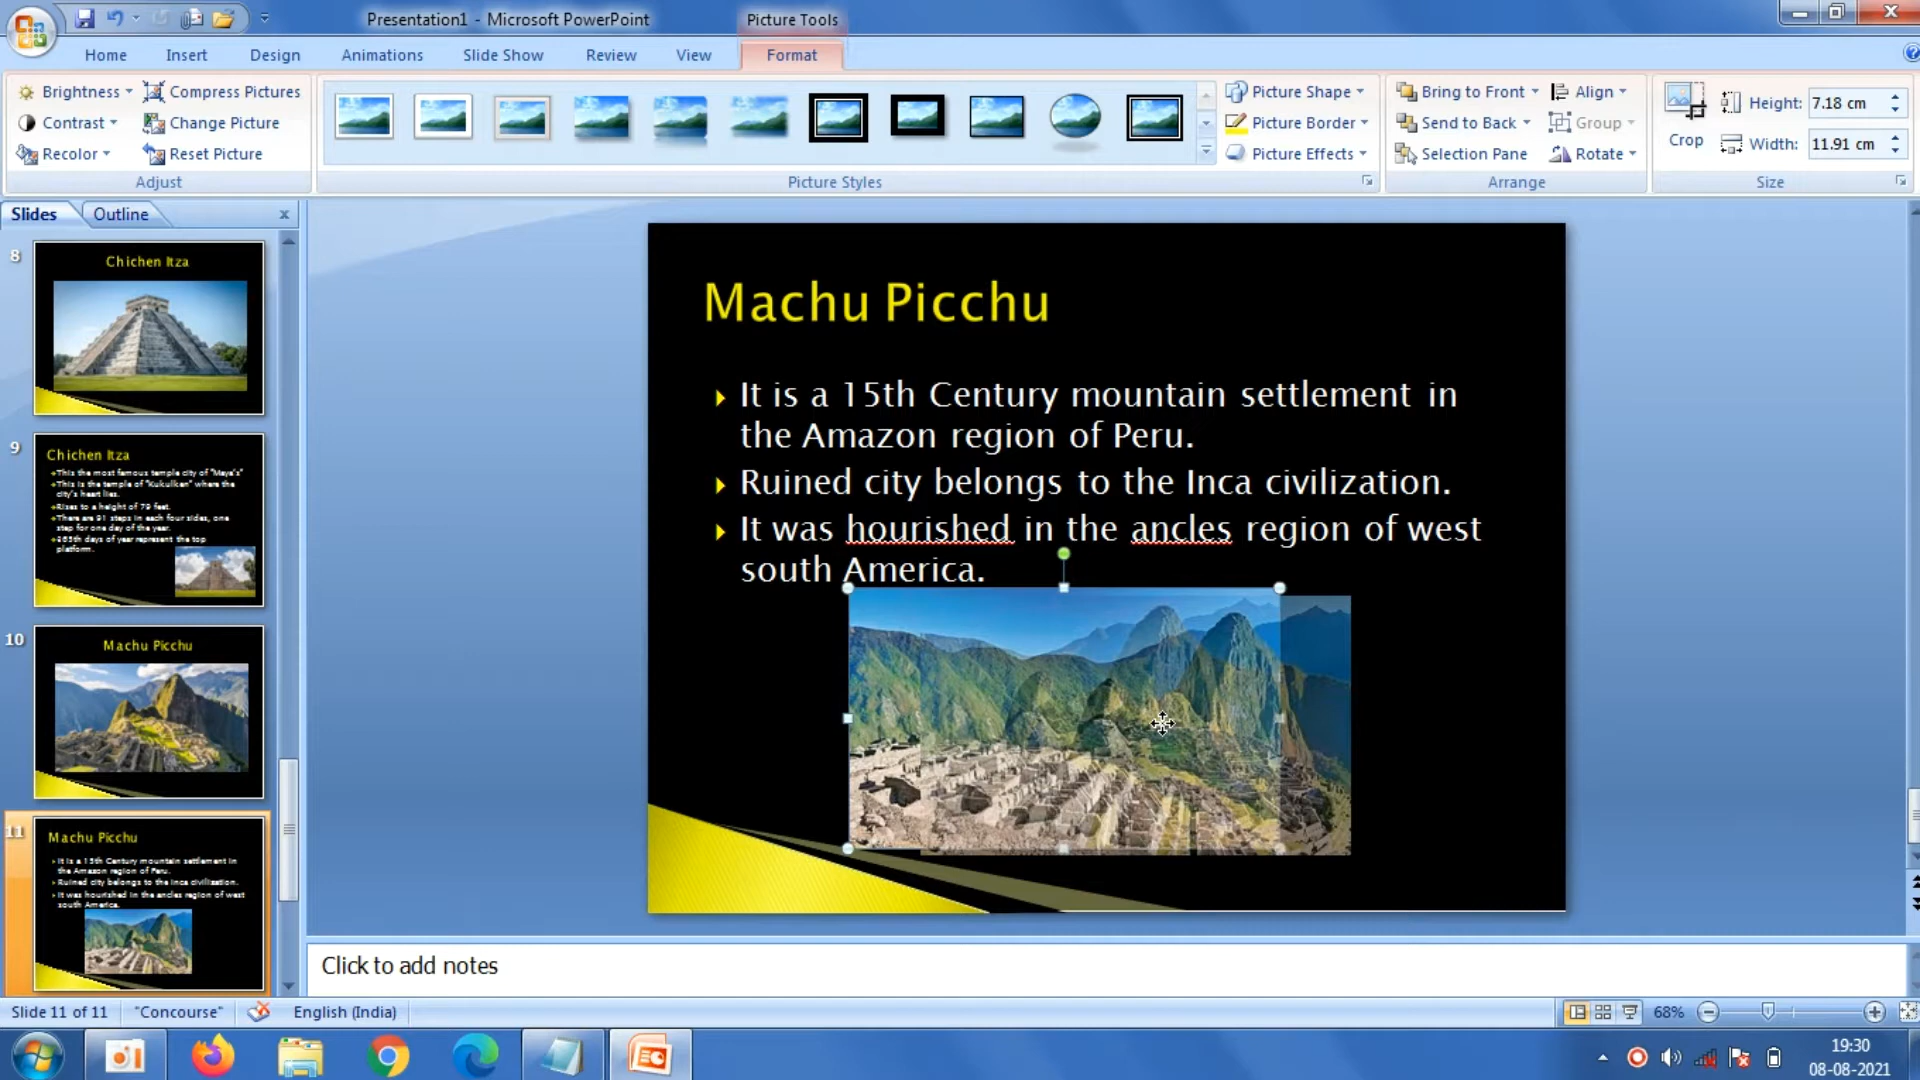 Presentation1 - Microsoft PowerPoint
Picture Tools
Home
Insert
Design
Animations
Slide Show
Review
View
Format
Brightness
Compress Pictures
Contrast
Change Picture
Recolor
Reset Picture
Adjust
Picture Styles
Picture Shape
Picture Border
Picture Effects
Bring to Front
Align
Send to Back
Group
Selection Pane
Rotate
Arrange
Crop
Height: 7.18 cm
Width: 11.91 cm
Size
Slides
Outline
8
Chichen Itza
9
Chichen Itza
This the most famous temple city of "Maya's"
This is the temple of "Kukulken" where the
city's heart lies.
Rises to a height of 79 feet.
There are 91 steps in each four sides, one
step for one day of the year.
365th days of year represent the top
platform.
10
Machu Picchu
11
Machu Picchu
It is a 15th Century mountain settlement in
the Amazon region of Peru.
Ruined city belongs to the Inca civilization.
It was hourished in the ancles region of west
south America.
Machu Picchu
It is a 15th Century mountain settlement in
the Amazon region of Peru.
Ruined city belongs to the Inca civilization.
It was hourished in the ancles region of west
south America.
Click to add notes
Slide 11 of 11
"Concourse"
English (India)
68%
19:30
08-08-2021